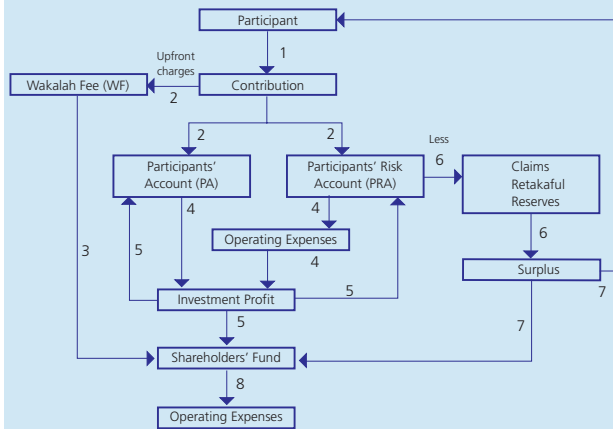 Participant
1
Upfront
charges
Wakalah Fee (WF)
2
Contribution
2
2
Less
6
Participants'
Account (PA)
Participants' Risk
Account (PRA)
Claims
Retakaful
Reserves
4
4
6
3
5
Operating Expenses
4
Surplus
7
5
Investment Profit
5
7
Shareholders' Fund
8
Operating Expenses